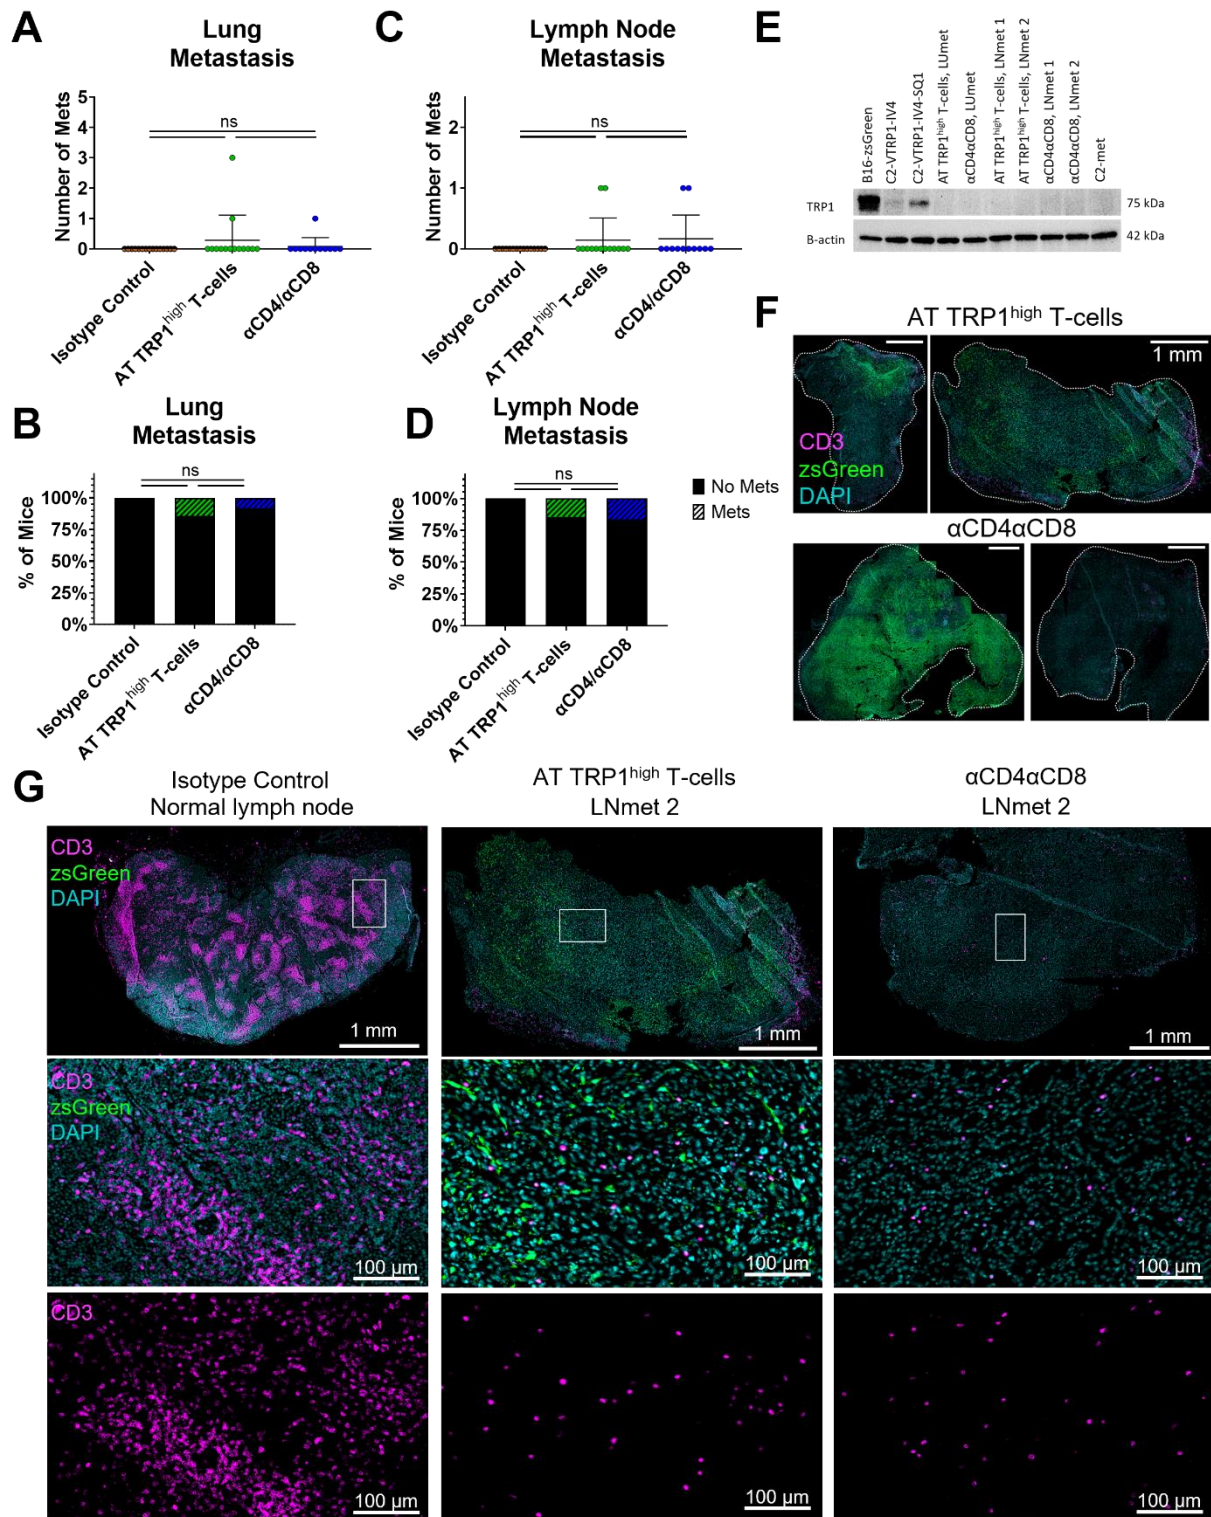 A
Lung
Metastasis
Number of Mets
5
4
3
2
1
0
ns
Isotype Control
AT TRP1high T-cells
αCD4/αCD8
C
Lymph Node
Metastasis
Number of Mets
2
1
0
ns
Isotype Control
AT TRP1high T-cells
αCD4/αCD8
E
B16-zsGreen
C2-VTRP1-IV4
C2-VTRP1-IV4-SQ1
AT TRP1high T-cells, LUmet
αCD4αCD8, LUmet
AT TRP1high T-cells, LNmet 1
AT TRP1high T-cells, LNmet 2
αCD4αCD8, LNmet 1
αCD4αCD8, LNmet 2
C2-met
TRP1
75 kDa
B-actin
42 kDa
B
Lung
Metastasis
% of Mice
100%
75%
50%
25%
0%
ns
Isotype Control
AT TRP1high T-cells
αCD4/αCD8
D
Lymph Node
Metastasis
% of Mice
100%
75%
50%
25%
0%
ns
Isotype Control
AT TRP1high T-cells
αCD4/αCD8
No Mets
Mets
F
AT TRP1high T-cells
1 mm
CD3
zsGreen
DAPI
αCD4αCD8
G
Isotype Control
Normal lymph node
AT TRP1high T-cells
LNmet 2
αCD4αCD8
LNmet 2
CD3
zsGreen
DAPI
1 mm
1 mm
1 mm
CD3
zsGreen
DAPI
100 µm
100 µm
100 µm
CD3
100 µm
100 µm
100 µm